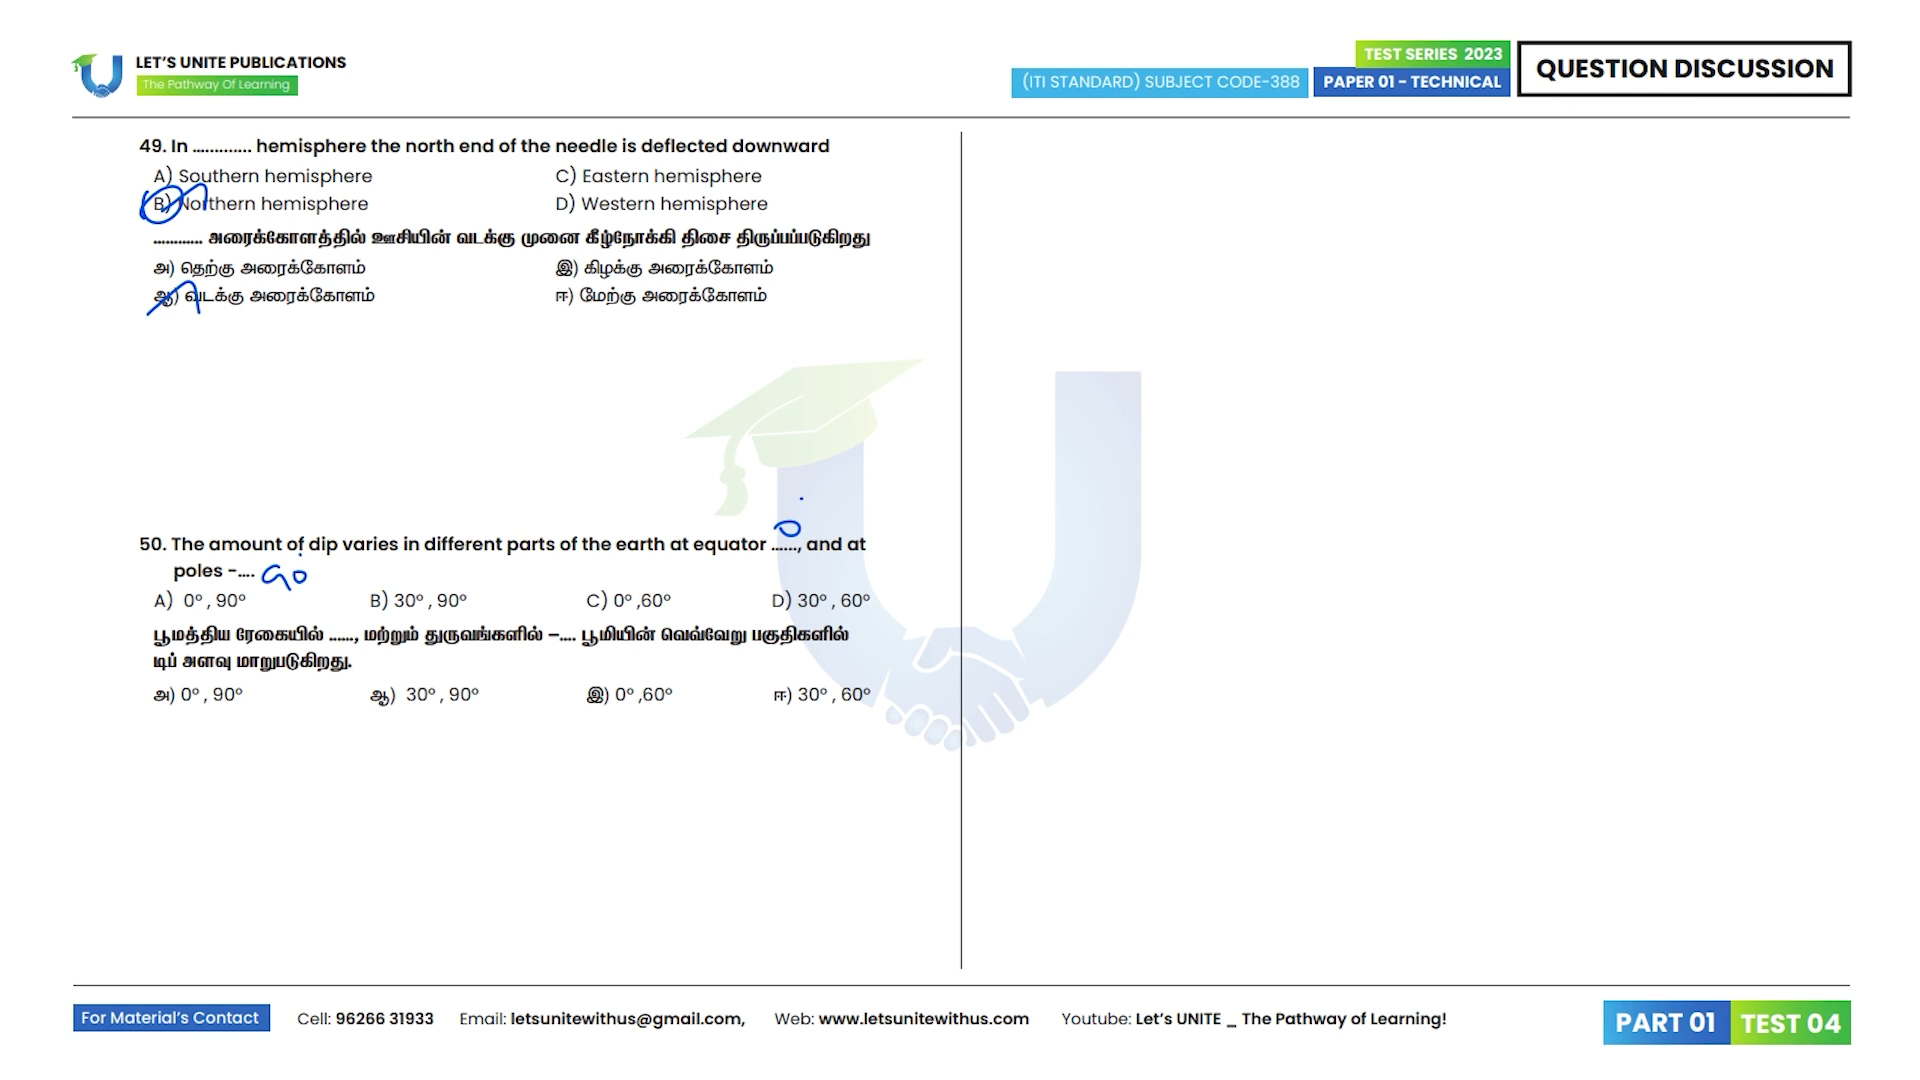 LET'S UNITE PUBLICATIONS
The Pathway Of Learning
TEST SERIES 2023
(ITI STANDARD) SUBJECT CODE-388
PAPER 01 - TECHNICAL
QUESTION DISCUSSION
49. In ............. hemisphere the north end of the needle is deflected downward
A) Southern hemisphere
C) Eastern hemisphere
B) Northern hemisphere
D) Western hemisphere
............ அரைக்கோளத்தில் ஊசியின் வடக்கு முனை கீழ்நோக்கி திசை திருப்பப்படுகிறது
அ) தெற்கு அரைக்கோளம்
இ) கிழக்கு அரைக்கோளம்
ஆ) வடக்கு அரைக்கோளம்
ஈ) மேற்கு அரைக்கோளம்
0
50. The amount of dip varies in different parts of the earth at equator ......, and at
poles -.... 90
A) 0° , 90°
B) 30° , 90°
C) 0° ,60°
D) 30° , 60°
பூமத்திய ரேகையில் ......, மற்றும் துருவங்களில் –.... பூமியின் வெவ்வேறு பகுதிகளில்
டிப் அளவு மாறுபடுகிறது.
அ) 0° , 90°
ஆ) 30° , 90°
இ) 0° ,60°
ஈ) 30° , 60°
For Material's Contact
Cell: 96266 31933
Email: letsunitewithus@gmail.com,
Web: www.letsunitewithus.com
Youtube: Let's UNITE _ The Pathway of Learning!
PART 01
TEST 04